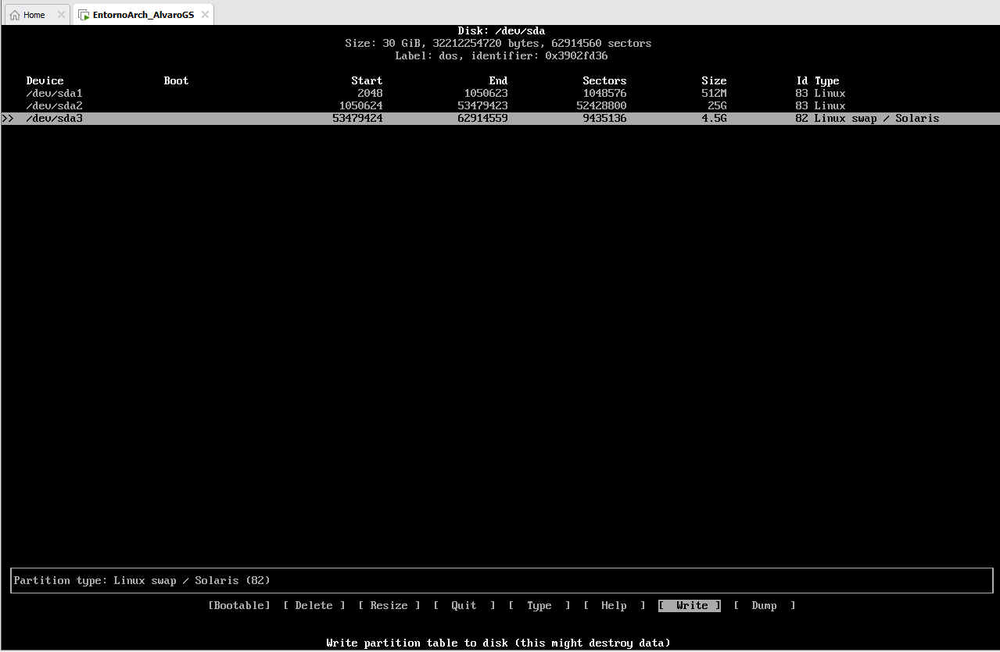 Home EntornoArch_AlvaroGS
Disk: /dev/sda
Size: 30 GiB, 32212254720 bytes, 62914560 sectors
Label: dos, identifier: 0x3902fd36
Device Boot Start End Sectors Size Id Type
/dev/sda1 2048 1050623 1048576 512M 83 Linux
/dev/sda2 1050624 53479423 52428800 25G 83 Linux
>> /dev/sda3 53479424 62914559 9435136 4.5G 82 Linux swap / Solaris
Partition type: Linux swap / Solaris (82)
[Bootable] [ Delete ] [ Resize ] [ Quit ] [ Type ] [ Help ] [ Write ] [ Dump ]
Write partition table to disk (this might destroy data)